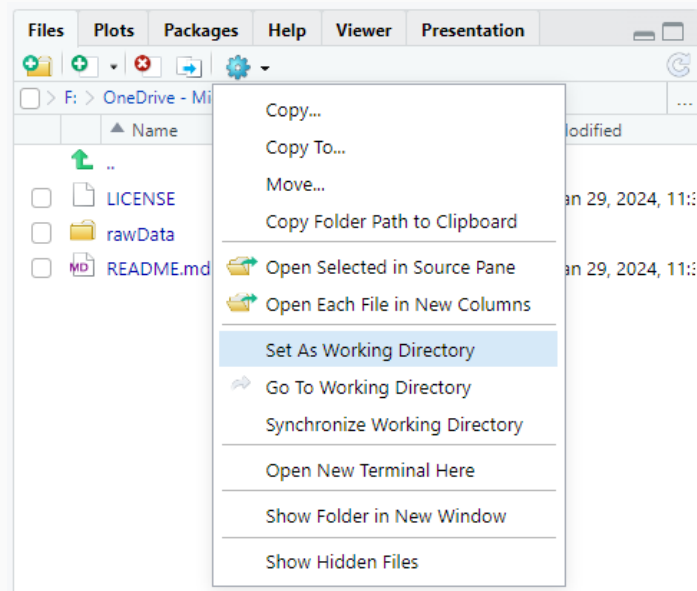 Files Plots Packages Help Viewer Presentation
F: OneDrive - Mi ...
Name
..
LICENSE an 29, 2024, 11:
rawData
MD README.md an 29, 2024, 11:
Copy...
Copy To...
Move...
Copy Folder Path to Clipboard
Open Selected in Source Pane
Open Each File in New Columns
Set As Working Directory
Go To Working Directory
Synchronize Working Directory
Open New Terminal Here
Show Folder in New Window
Show Hidden Files